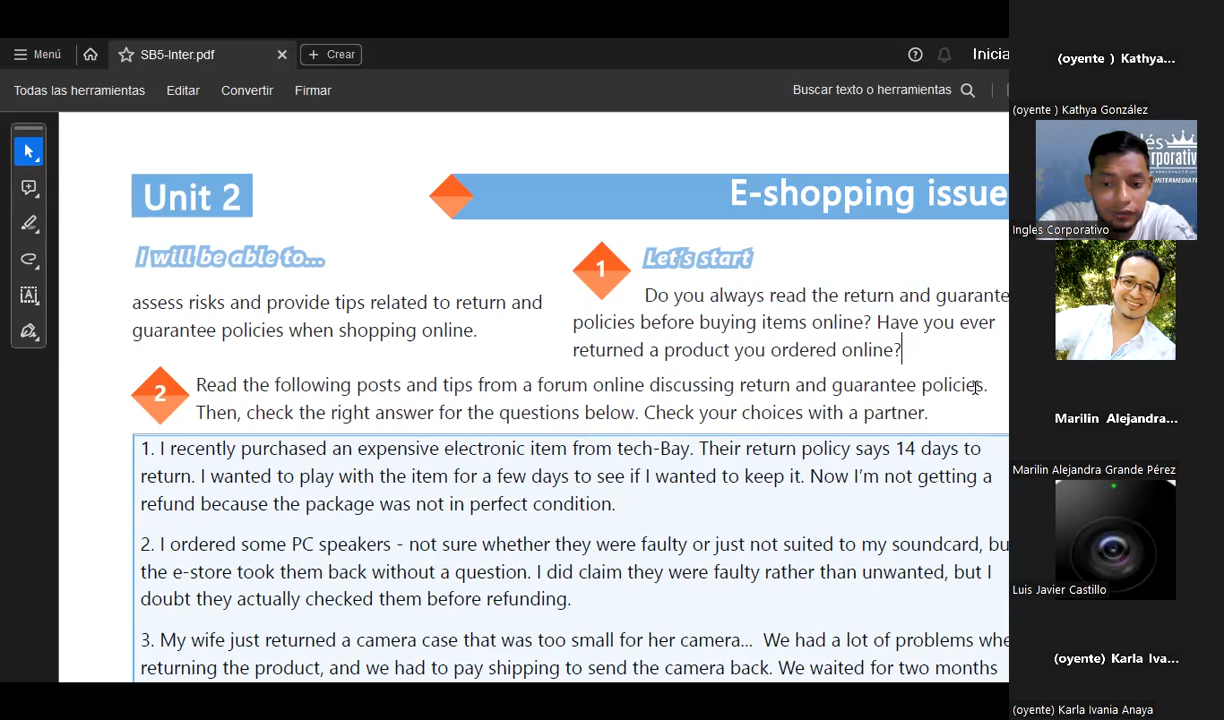 Menú
SB5-Inter.pdf
Crear
Inicia
Todas las herramientas
Editar
Convertir
Firmar
Buscar texto o herramientas
Unit 2
E-shopping issue
I will be able to...
assess risks and provide tips related to return and
guarantee policies when shopping online.
1
Let's start
Do you always read the return and guarante
policies before buying items online? Have you ever
returned a product you ordered online?
2
Read the following posts and tips from a forum online discussing return and guarantee policies.
Then, check the right answer for the questions below. Check your choices with a partner.
1. I recently purchased an expensive electronic item from tech-Bay. Their return policy says 14 days to
return. I wanted to play with the item for a few days to see if I wanted to keep it. Now I'm not getting a
refund because the package was not in perfect condition.
2. I ordered some PC speakers - not sure whether they were faulty or just not suited to my soundcard, bu
the e-store took them back without a question. I did claim they were faulty rather than unwanted, but I
doubt they actually checked them before refunding.
3. My wife just returned a camera case that was too small for her camera... We had a lot of problems whe
returning the product, and we had to pay shipping to send the camera back. We waited for two months
(oyente ) Kathya...
(oyente ) Kathya González
lés
orporativ
-INTERMEDIATE
Ingles Corporativo
Marilin Alejandra...
Marilin Alejandra Grande Pérez
Luis Javier Castillo
(oyente) Karla Iva...
(oyente) Karla Ivania Anaya